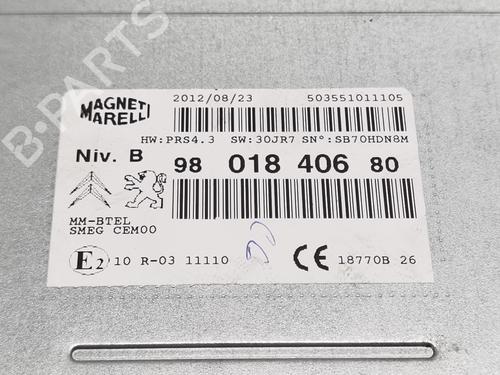 MAGNETI
MARELLI
2012/08/23 503551011105
HW:PRS4.3 SW:30JR7 SN°:SB70HDN8M
Niv. B 98 018 406 80
MM-BTEL
SMEG CEM00
E2 10 R-03 11110 CE 18770B 26
B-PARTS